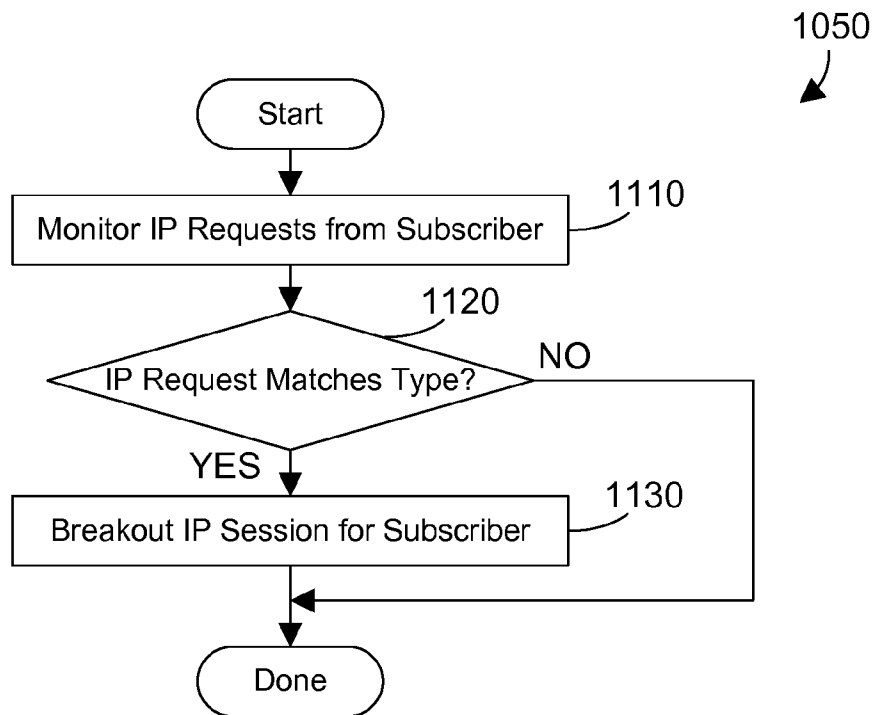 1050
Start
1110
Monitor IP Requests from Subscriber
1120
IP Request Matches Type?
NO
YES
1130
Breakout IP Session for Subscriber
Done